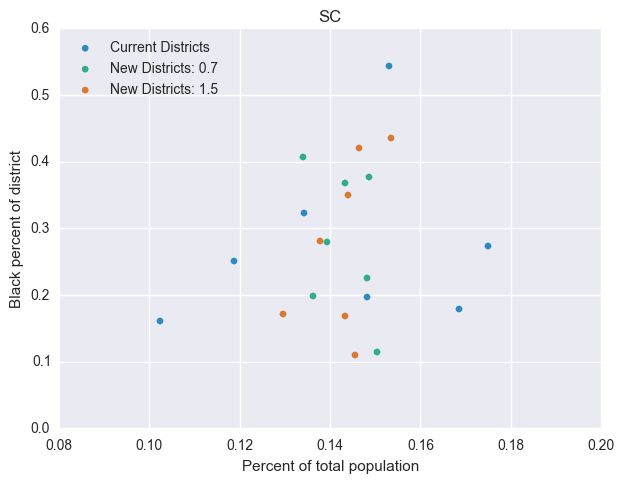 SC
0.6
0.5
0.4
0.3
0.2
0.1
0.0
Black percent of district
Current Districts
New Districts: 0.7
New Districts: 1.5
0.08 0.10 0.12 0.14 0.16 0.18 0.20
Percent of total population